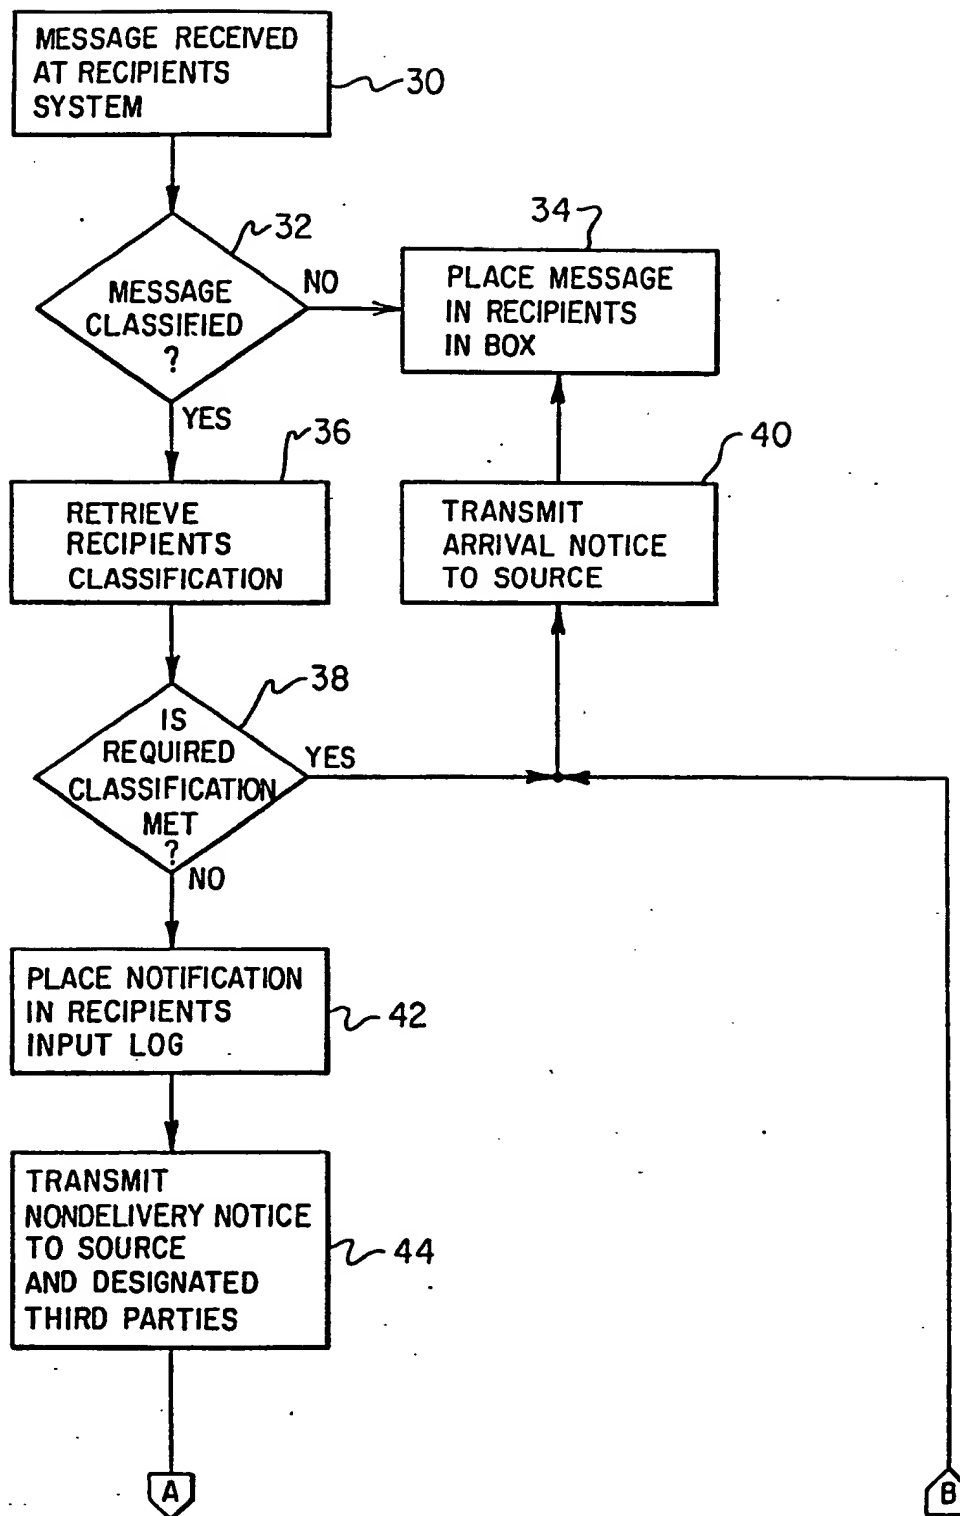 MESSAGE RECEIVED
AT RECIPIENTS
SYSTEM
30
32
MESSAGE
CLASSIFIED
?
NO
YES
34
PLACE MESSAGE
IN RECIPIENTS
IN BOX
36
RETRIEVE
RECIPIENTS
CLASSIFICATION
40
TRANSMIT
ARRIVAL NOTICE
TO SOURCE
38
IS
REQUIRED
CLASSIFICATION
MET
?
YES
NO
PLACE NOTIFICATION
IN RECIPIENTS
INPUT LOG
42
TRANSMIT
NONDELIVERY NOTICE
TO SOURCE
AND DESIGNATED
THIRD PARTIES
44
A
B